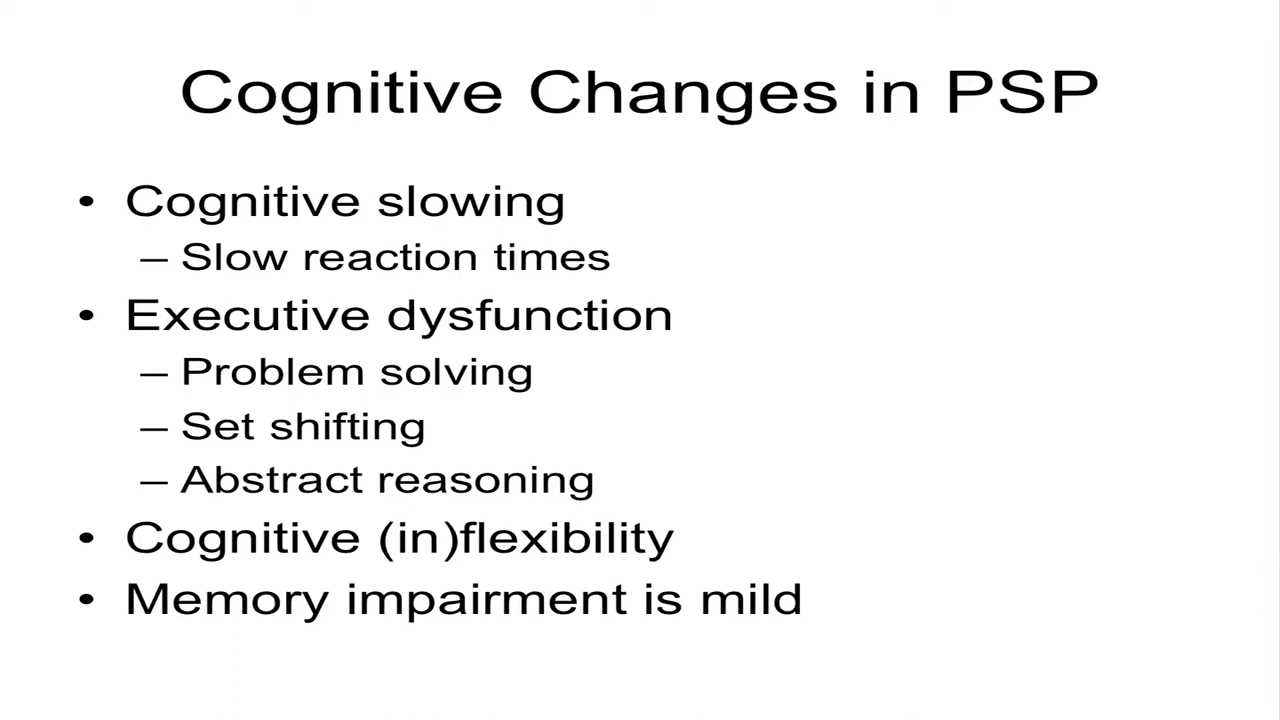 Cognitive Changes in PSP
• Cognitive slowing
– Slow reaction times
• Executive dysfunction
– Problem solving
– Set shifting
– Abstract reasoning
• Cognitive (in)flexibility
• Memory impairment is mild